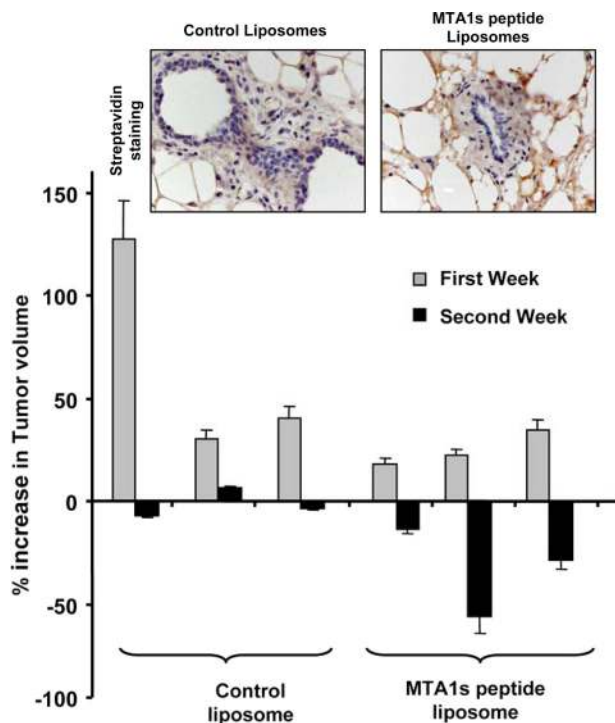 Control Liposomes
MTA1s peptide
Liposomes
Streptavidin
staining
150
100
50
0
-50
-100
% increase in Tumor volume
First Week
Second Week
Control
liposome
MTA1s peptide
liposome